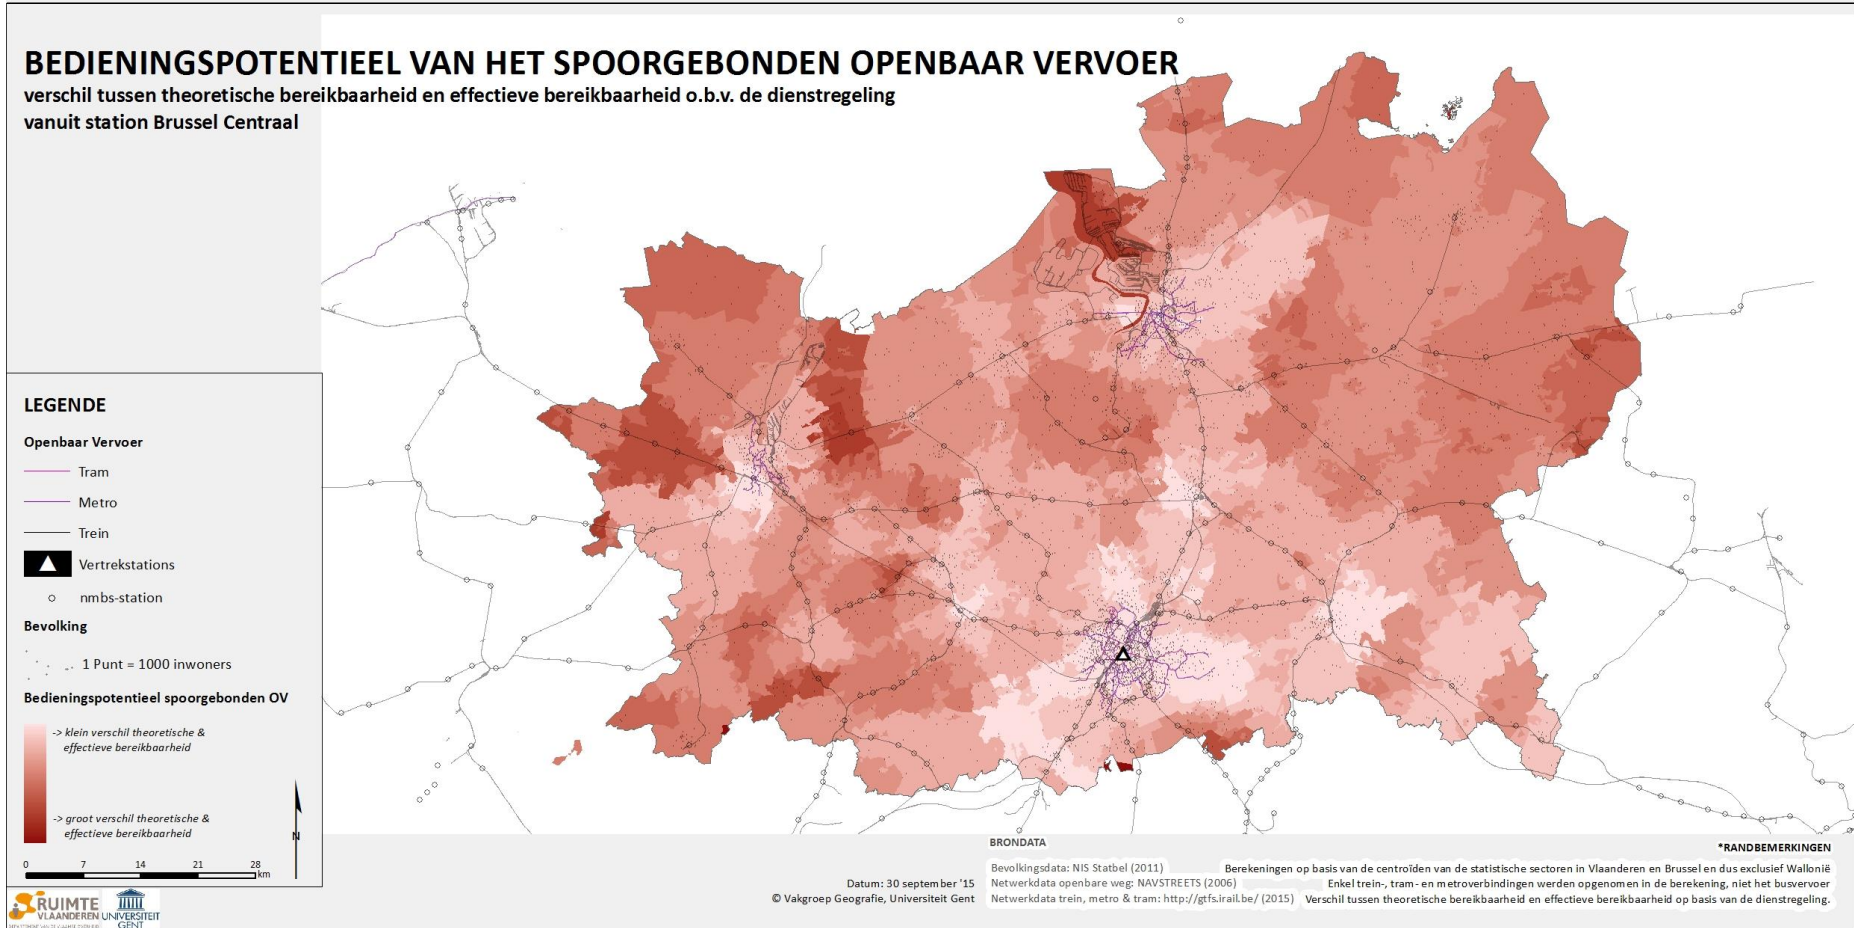 BEDIENINGSPOTENTIEEL VAN HET SPOORGEBONDEN OPENBAAR VERVOER
verschil tussen theoretische bereikbaarheid en effectieve bereikbaarheid o.b.v. de dienstregeling
vanuit station Brussel Centraal
LEGENDE
Openbaar Vervoer
Tram
Metro
Trein
Vertrekstations
nmbs-station
Bevolking
1 Punt = 1000 inwoners
Bedieningspotentieel spoorgebonden OV
-> klein verschil theoretische &
effectieve bereikbaarheid
-> groot verschil theoretische &
effectieve bereikbaarheid
N
0 7 14 21 28
km
RUIMTE
VLAANDEREN
UNIVERSITEIT
GENT
Datum: 30 september '15
© Vakgroep Geografie, Universiteit Gent
BRONDATA
Bevolkingsdata: NIS Statbel (2011)
Netwerkdata openbare weg: NAVSTREETS (2006)
Netwerkdata trein, metro & tram: http://gtfs.irail.be/ (2015)
*RANDBEMERKINGEN
Berekeningen op basis van de centroïden van de statistische sectoren in Vlaanderen en Brussel en dus exclusief Wallonië
Enkel trein-, tram- en metroverbindingen werden opgenomen in de berekening, niet het busvervoer
Verschil tussen theoretische bereikbaarheid en effectieve bereikbaarheid op basis van de dienstregeling.